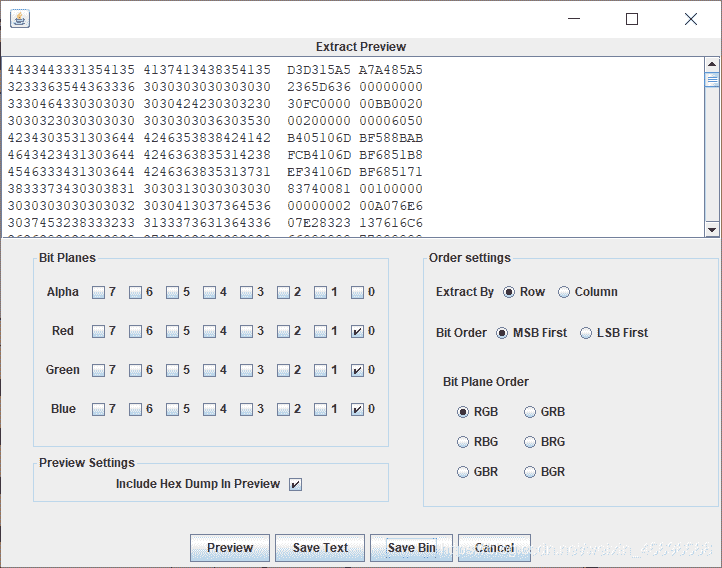 Extract Preview
4433443331354135 4137413438354135 D3D315A5 A7A485A5
3233363544363336 3030303030303030 2365D636 00000000
3330464330303030 3030424230303230 30FC0000 00BB0020
3030323030303030 3030303036303530 00200000 00006050
4234303531303644 4246353838424142 B405106D BF588BAB
4643423431303644 4246363835314238 FCB4106D BF6851B8
4546333431303644 4246363835313731 EF34106D BF685171
3833373430303831 3030313030303030 83740081 00100000
3030303030303032 3030413037364536 00000002 00A076E6
3037453238333233 3133373631364336 07E28323 137616C6
Bit Planes
Alpha 7 6 5 4 3 2 1 0
Red 7 6 5 4 3 2 1 0
Green 7 6 5 4 3 2 1 0
Blue 7 6 5 4 3 2 1 0
Preview Settings
Include Hex Dump In Preview
Order settings
Extract By Row Column
Bit Order MSB First LSB First
Bit Plane Order
RGB GRB
RBG BRG
GBR BGR
Preview Save Text Save Bin Cancel